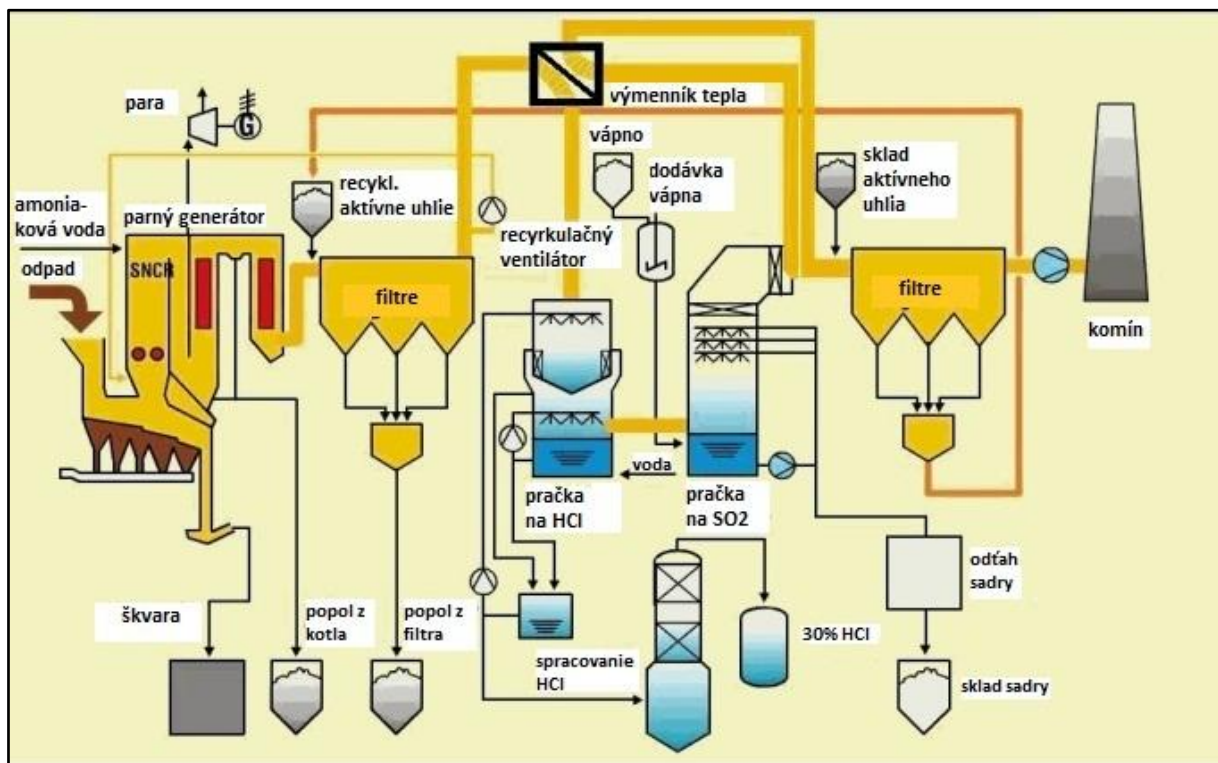 výmenník tepla
para
G
vápno
dodávka
vápna
sklad
aktívneho
uhlia
recykl.
aktívne uhlie
amonia-
ková voda
parný generátor
recyrkulačný
ventilátor
odpad
SNCR
filtre
filtre
komín
voda
pračka
na HCl
pračka
na SO2
odťah
sadry
škvara
popol z
kotla
popol z
filtra
30% HCl
spracovanie
HCl
sklad sadry